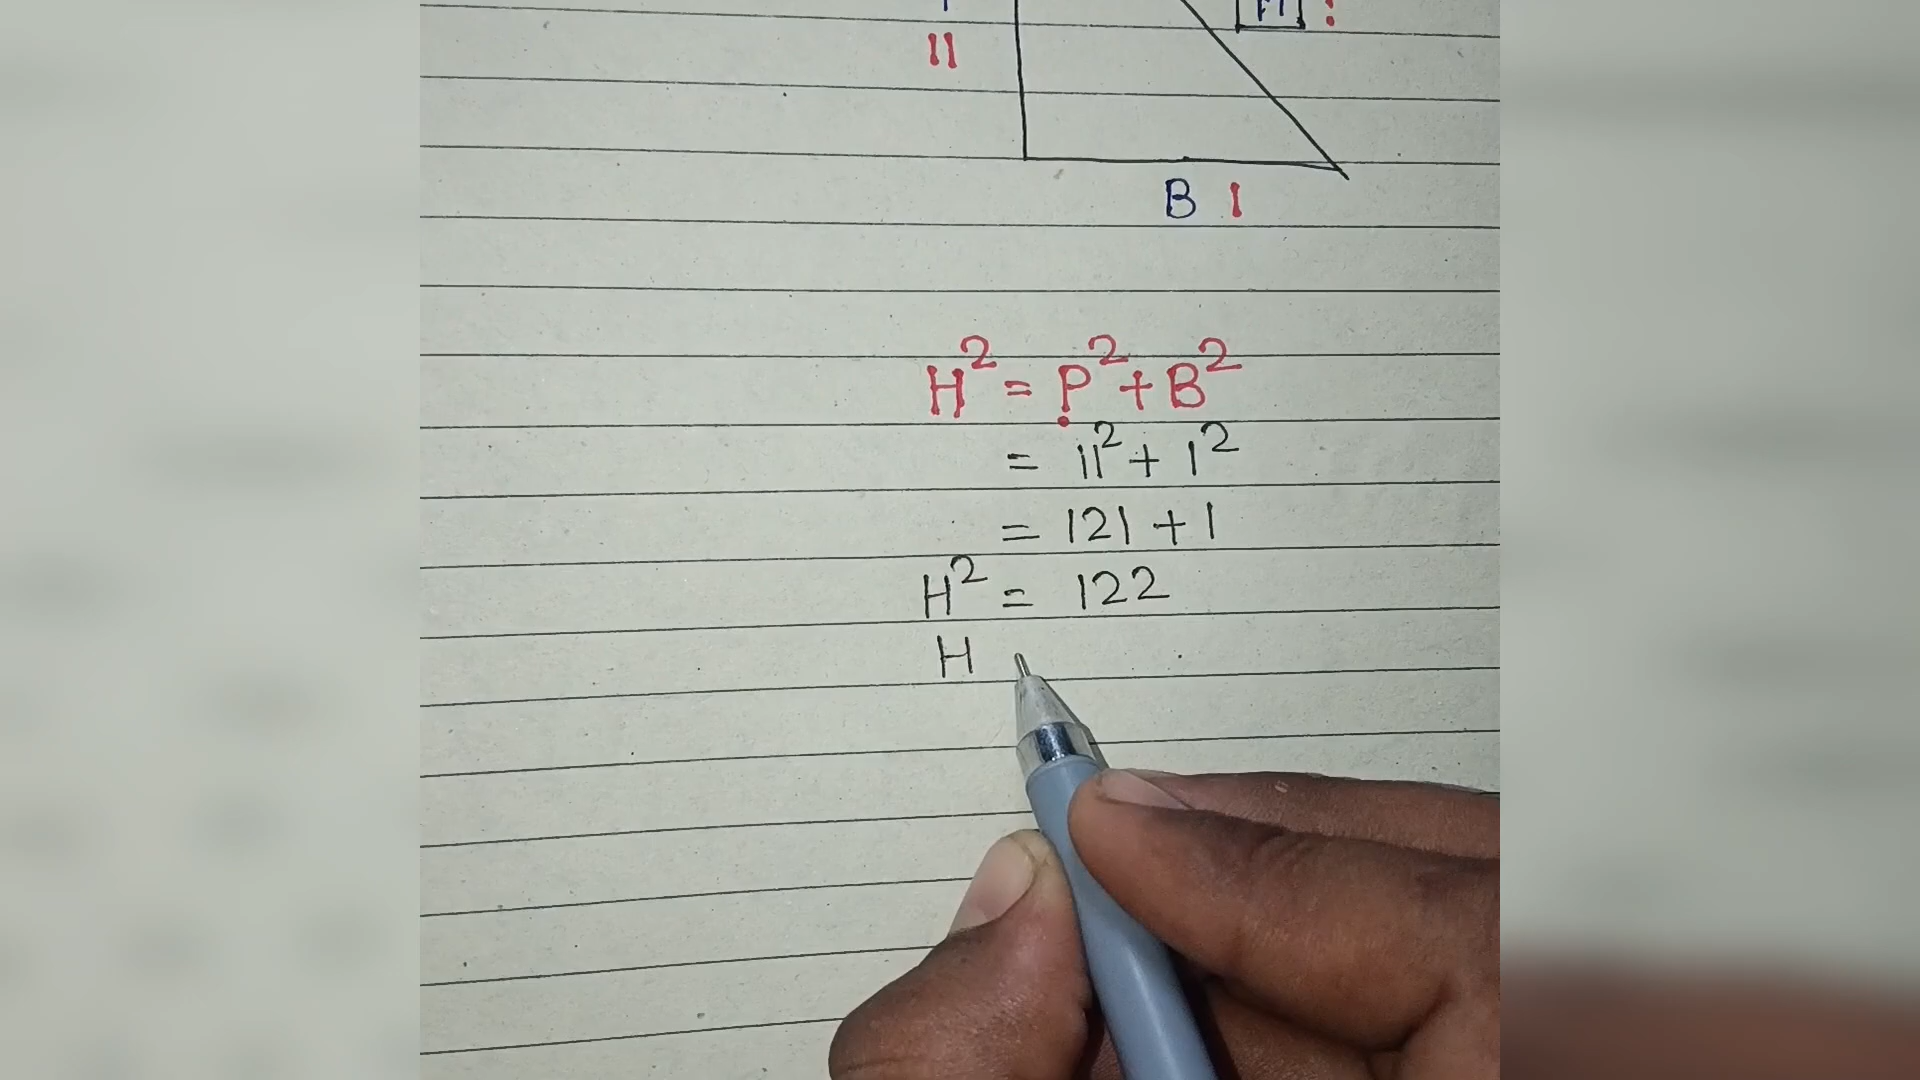 11
B 1
H² = P² + B²
= 11² + 1²
= 121 + 1
H² = 122
H